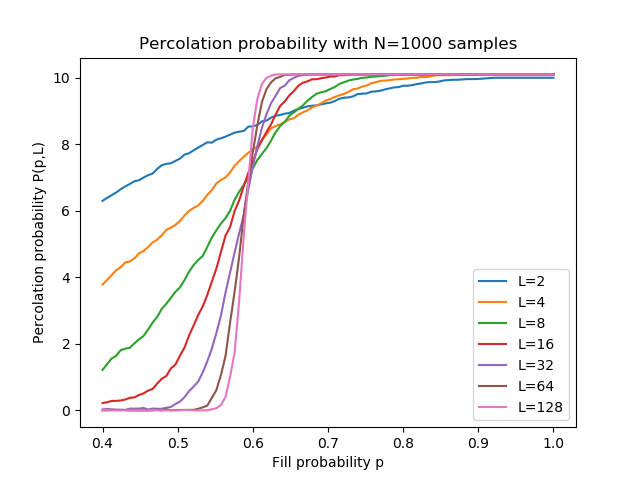 Percolation probability with N=1000 samples
Percolation probability P(p,L)
10
8
6
4
2
0
0.4 0.5 0.6 0.7 0.8 0.9 1.0
Fill probability p
L=2
L=4
L=8
L=16
L=32
L=64
L=128